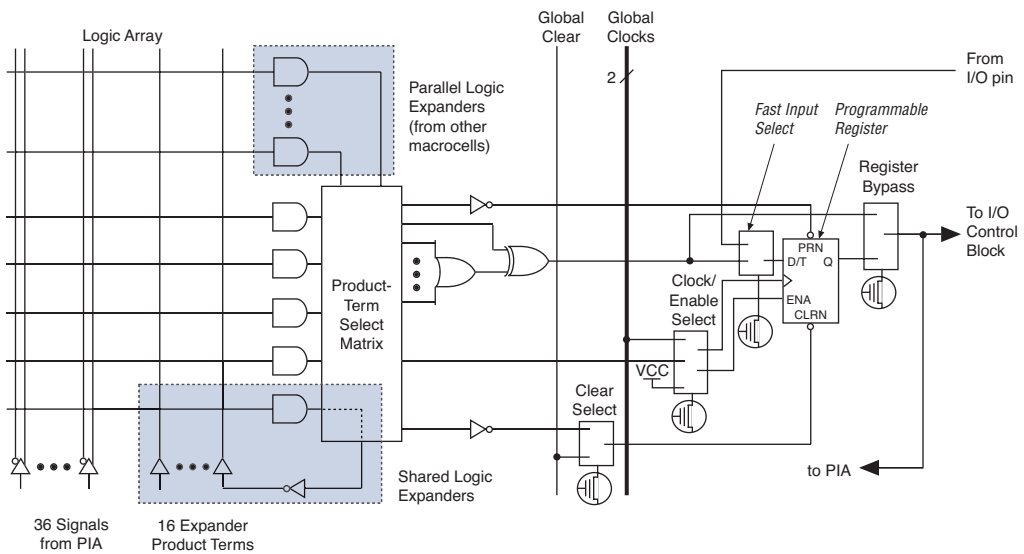 Logic Array
Parallel Logic
Expanders
(from other
macrocells)
Global
Clear
Global
Clocks
2
From
I/O pin
Fast Input
Select
Programmable
Register
Register
Bypass
To I/O
Control
Block
PRN
D/T
Q
ENA
CLRN
Clock/
Enable
Select
VCC
Product-
Term
Select
Matrix
Clear
Select
Shared Logic
Expanders
to PIA
36 Signals
from PIA
16 Expander
Product Terms